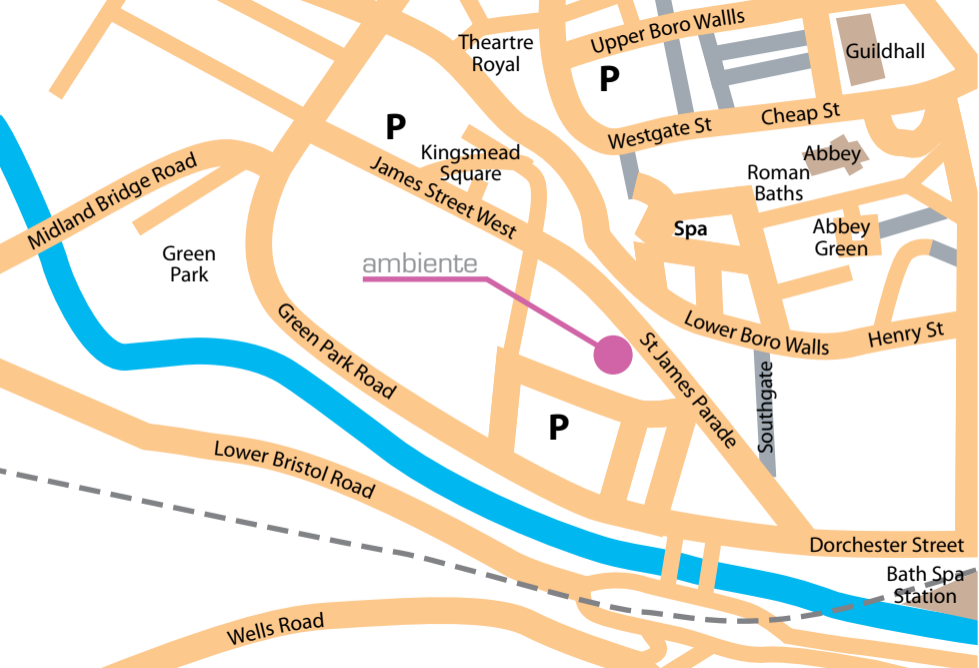 Upper Boro Wallls
Theartre
Royal
Guildhall
P
Cheap St
Westgate St
P
Kingsmead
Square
Abbey
Roman
Baths
Midland Bridge Road
James Street West
Spa
Abbey
Green
Green
Park
ambiente
Lower Boro Walls
Henry St
Green Park Road
St James Parade
Southgate
P
Lower Bristol Road
Dorchester Street
Bath Spa
Station
Wells Road